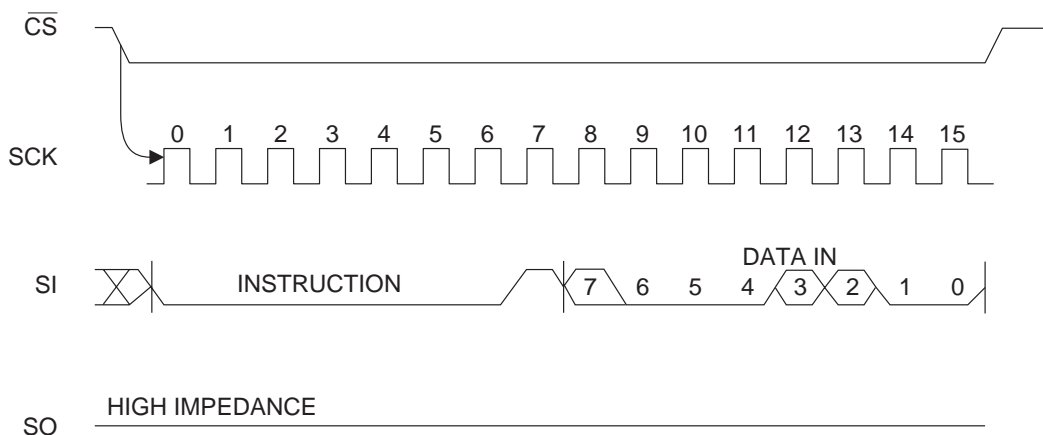 CS
0 1 2 3 4 5 6 7 8 9 10 11 12 13 14 15
SCK
DATA IN
SI INSTRUCTION 7 6 5 4 3 2 1 0
HIGH IMPEDANCE
SO